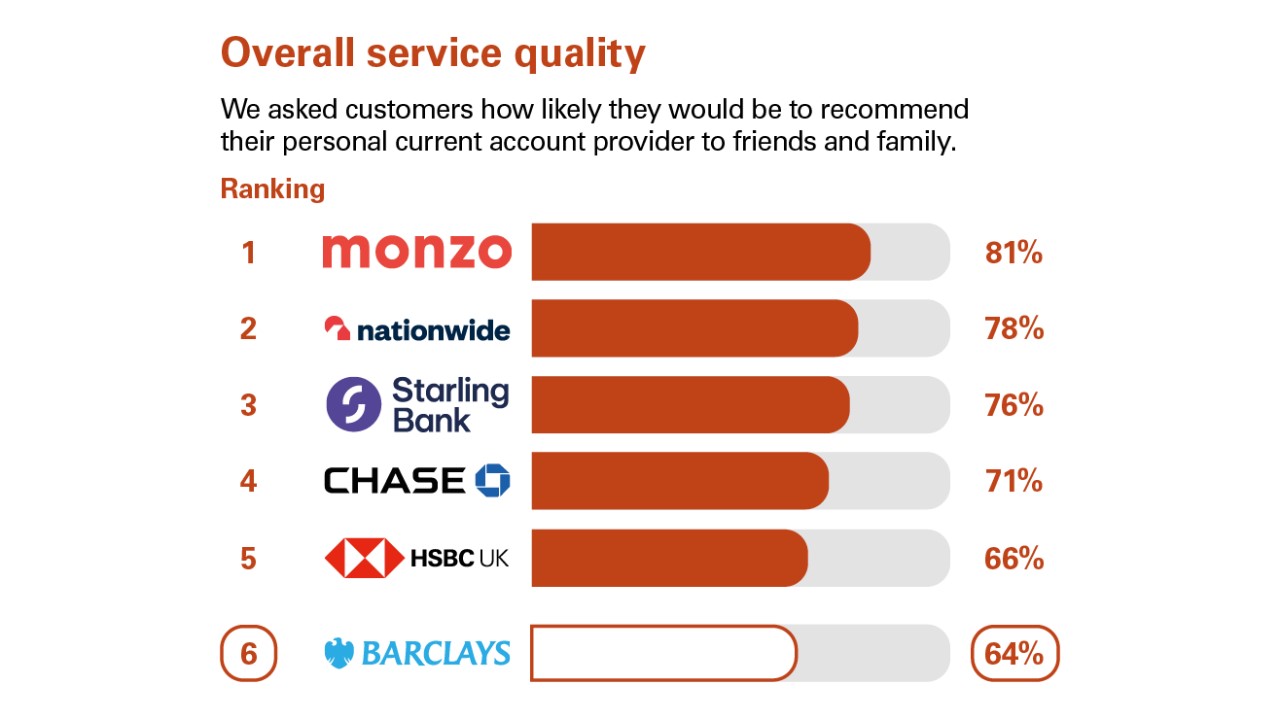 Overall service quality
We asked customers how likely they would be to recommend
their personal current account provider to friends and family.
Ranking
1 monzo 81%
2 nationwide 78%
3 Starling Bank 76%
4 CHASE 71%
5 HSBC UK 66%
6 BARCLAYS 64%